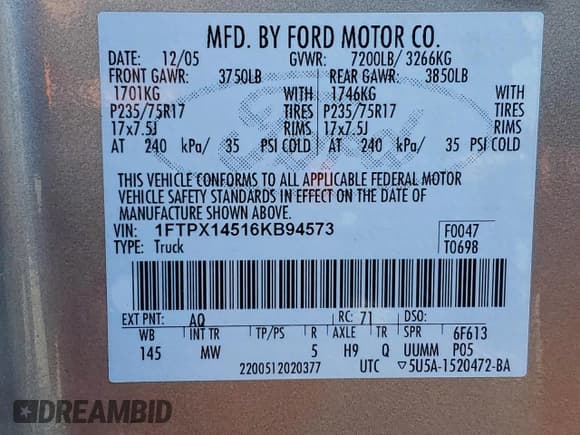 MFD. BY FORD MOTOR CO.
DATE: 12/05 GVWR: 7200LB/ 3266KG
FRONT GAWR: 3750LB REAR GAWR: 3850LB
1701KG WITH 1746KG WITH
P235/75R17 TIRES P235/75R17 TIRES
17x7.5J RIMS 17x7.5J RIMS
AT 240 kPa/ 35 PSI COLD AT 240 kPa/ 35 PSI COLD
THIS VEHICLE CONFORMS TO ALL APPLICABLE FEDERAL MOTOR
VEHICLE SAFETY STANDARDS IN EFFECT ON THE DATE OF
MANUFACTURE SHOWN ABOVE.
VIN: 1FTPX14516KB94573 F0047
TYPE: Truck T0698
EXT PNT: AQ RC: 71 DSO:
WB INT TR TP/PS R AXLE TR SPR 6F613
145 MW 5 H9 Q UUMM P05
2200512020377 UTC ▽5U5A-1520472-BA
DREAMBID